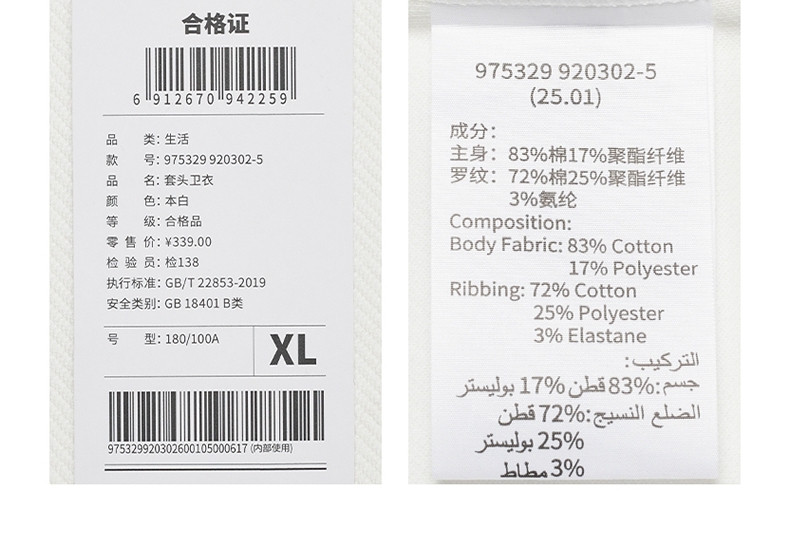 合格证
6 912670 942259
品 类: 生活
款 号: 975329 920302-5
品 名: 套头卫衣
颜 色: 本白
等 级: 合格品
零 售 价: ¥339.00
检 验 员: 检138
执行标准: GB/T 22853-2019
安全类别: GB 18401 B类
号 型: 180/100A
XL
975329920302600105000617 (内部使用)
975329 920302-5
(25.01)
成分:
主身: 83%棉17%聚酯纤维
罗纹: 72%棉25%聚酯纤维
3%氨纶
Composition:
Body Fabric: 83% Cotton
17% Polyester
Ribbing: 72% Cotton
25% Polyester
3% Elastane
التركيب:
جسم:83% قطن 17% بوليستر
الضلع النسيج:72% قطن
25% بوليستر
3% مطاط